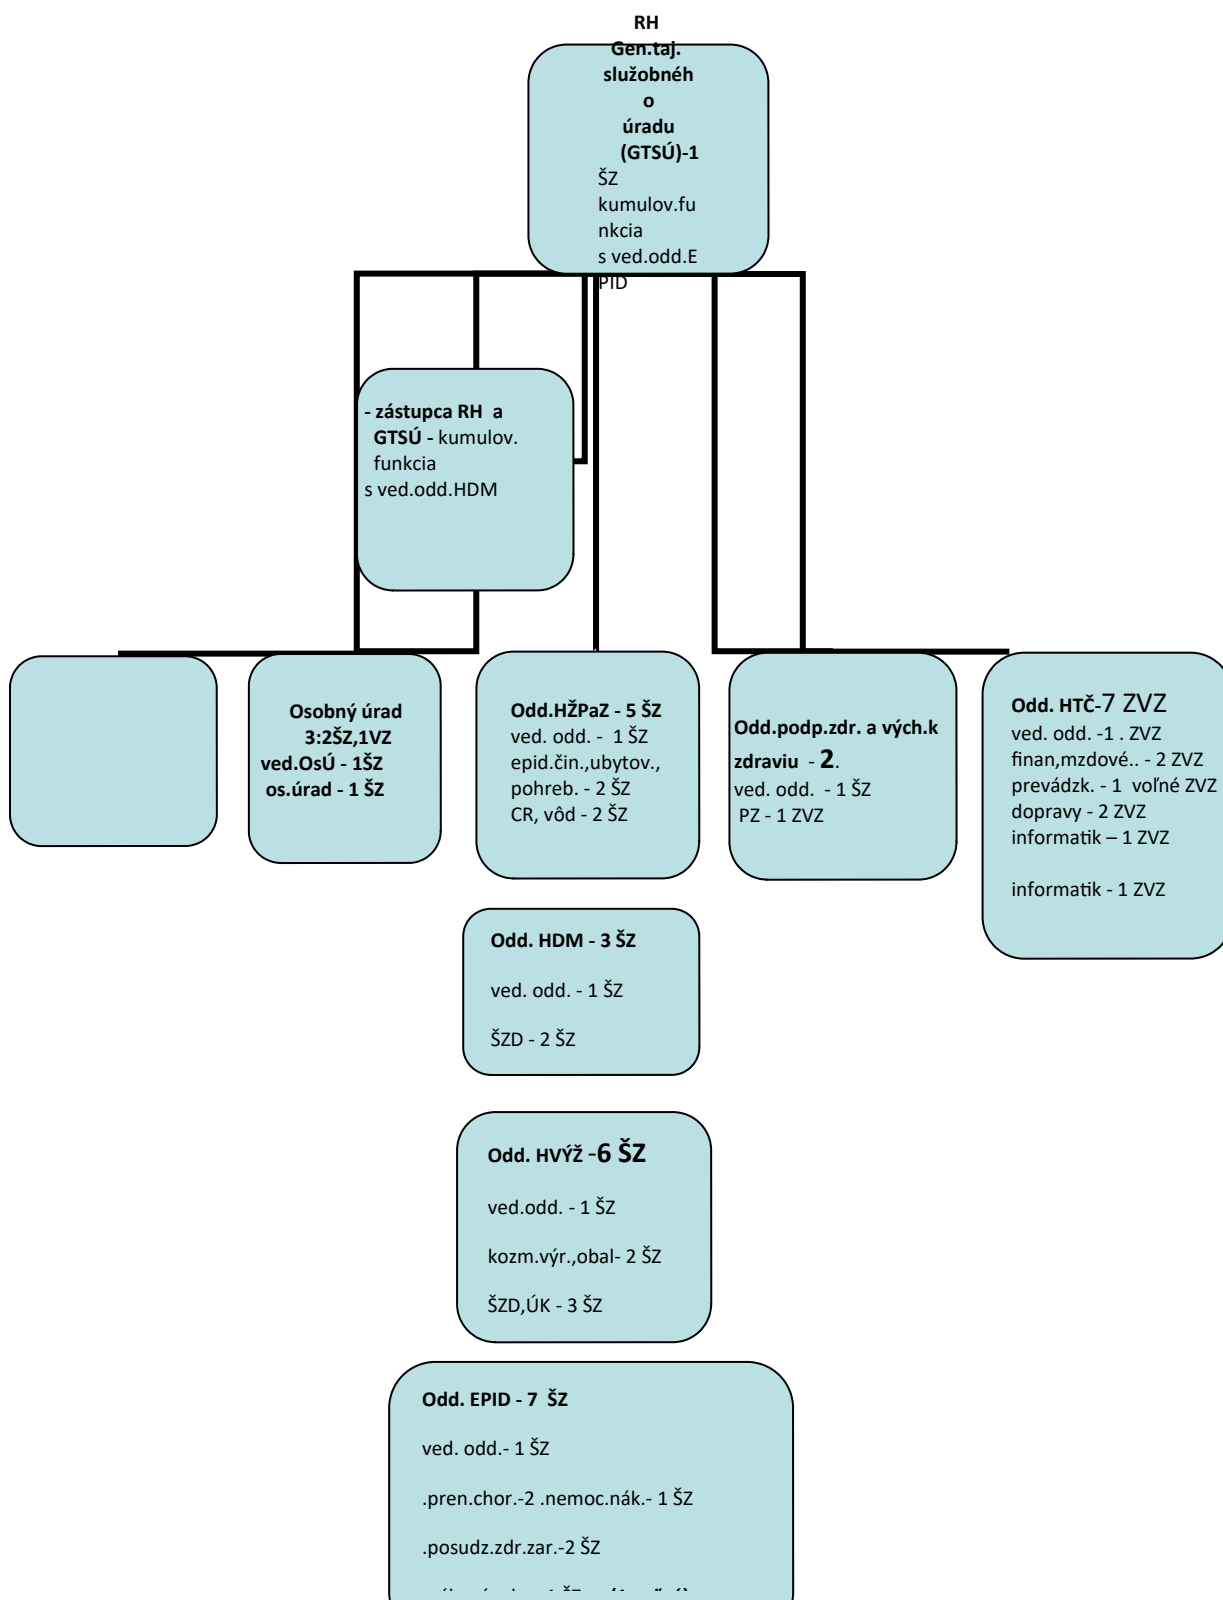 RH
Gen.taj.
služobnéh
o
úradu
(GTSÚ)-1
ŠZ
kumulov.fu
nkcia
s ved.odd.E
PID
- zástupca RH a
GTSÚ - kumulov.
funkcia
s ved.odd.HDM
Osobný úrad
3:2ŠZ,1VZ
ved.OsÚ - 1ŠZ
os.úrad - 1 ŠZ
Odd.HŽPaZ - 5 ŠZ
ved. odd. - 1 ŠZ
epid.čin.,ubytov.,
pohreb. - 2 ŠZ
CR, vôd - 2 ŠZ
Odd.podp.zdr. a vých.k
zdraviu - 2.
ved. odd. - 1 ŠZ
PZ - 1 ZVZ
Odd. HTČ-7 ZVZ
ved. odd. -1 . ZVZ
finan,mzdové.. - 2 ZVZ
prevádzk. - 1 voľné ZVZ
dopravy - 2 ZVZ
informatik – 1 ZVZ
informatik - 1 ZVZ
Odd. HDM - 3 ŠZ
ved. odd. - 1 ŠZ
ŠZD - 2 ŠZ
Odd. HVÝŽ -6 ŠZ
ved.odd. - 1 ŠZ
kozm.výr.,obal- 2 ŠZ
ŠZD,ÚK - 3 ŠZ
Odd. EPID - 7 ŠZ
ved. odd.- 1 ŠZ
.pren.chor.-2 .nemoc.nák.- 1 ŠZ
.posudz.zdr.zar.-2 ŠZ